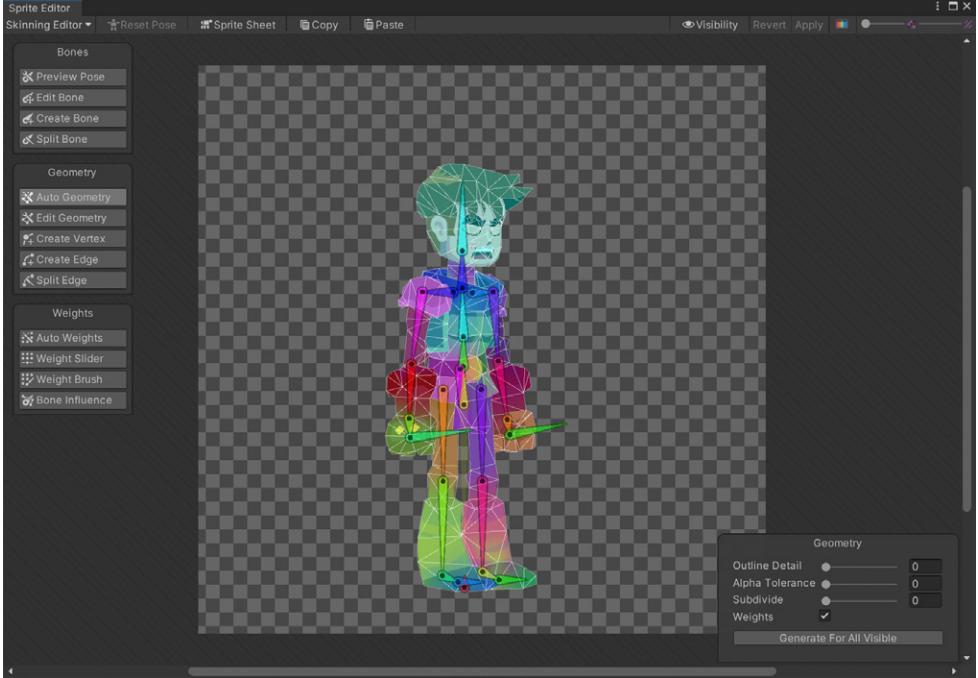 Sprite Editor
Skinning Editor Reset Pose Sprite Sheet Copy Paste Visibility Revert Apply
Bones
Preview Pose
Edit Bone
Create Bone
Split Bone
Geometry
Auto Geometry
Edit Geometry
Create Vertex
Create Edge
Split Edge
Weights
Auto Weights
Weight Slider
Weight Brush
Bone Influence
Geometry
Outline Detail 0
Alpha Tolerance 0
Subdivide 0
Weights
Generate For All Visible